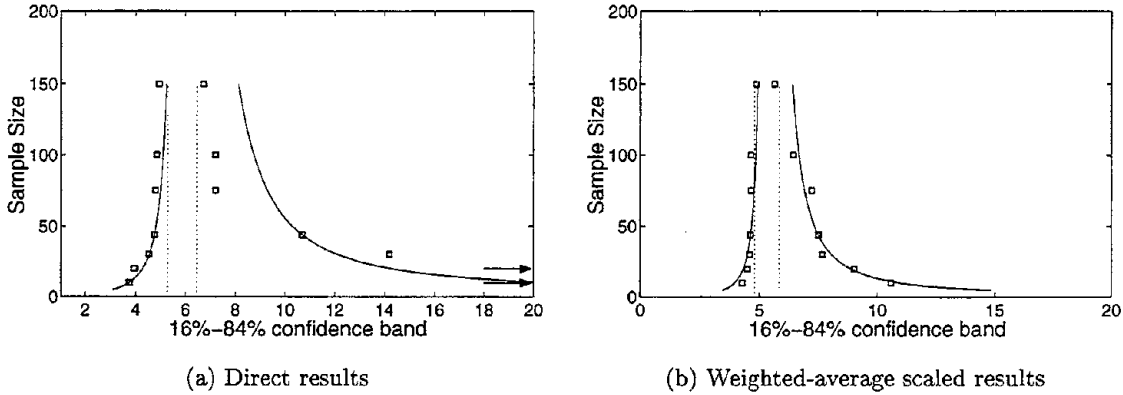 200
150
100
50
0
Sample Size
2 4 6 8 10 12 14 16 18 20
16%−84% confidence band
(a) Direct results
200
150
100
50
0
Sample Size
0 5 10 15 20
16%−84% confidence band
(b) Weighted-average scaled results